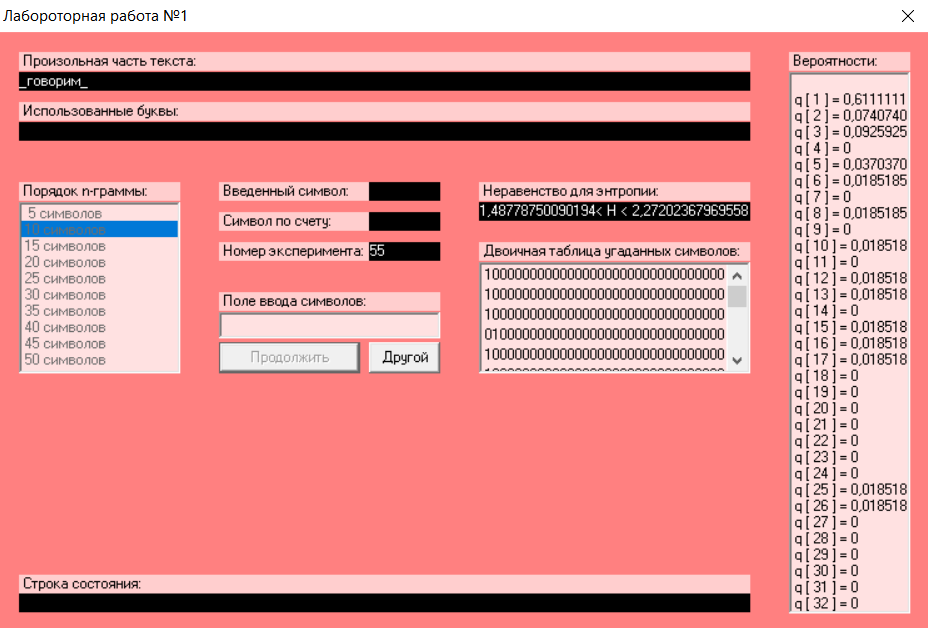 Лабороторная работа №1
Произольная часть текста:
_говорим_
Использованные буквы:
Порядок n-граммы:
5 символов
10 символов
15 символов
20 символов
25 символов
30 символов
35 символов
40 символов
45 символов
50 символов
Введенный символ:
Символ по счету:
Номер эксперимента: 55
Поле ввода символов:
Продолжить
Другой
Неравенство для энтропии:
1,48778750090194< H < 2,27202367969558
Двоичная таблица угаданных символов:
10000000000000000000000000000000
10000000000000000000000000000000
10000000000000000000000000000000
01000000000000000000000000000000
10000000000000000000000000000000
Строка состояния:
Вероятности:
q [ 1 ] = 0,6111111
q [ 2 ] = 0,0740740
q [ 3 ] = 0,0925925
q [ 4 ] = 0
q [ 5 ] = 0,0370370
q [ 6 ] = 0,0185185
q [ 7 ] = 0
q [ 8 ] = 0,0185185
q [ 9 ] = 0
q [ 10 ] = 0,018518
q [ 11 ] = 0
q [ 12 ] = 0,018518
q [ 13 ] = 0,018518
q [ 14 ] = 0
q [ 15 ] = 0,018518
q [ 16 ] = 0,018518
q [ 17 ] = 0,018518
q [ 18 ] = 0
q [ 19 ] = 0
q [ 20 ] = 0
q [ 21 ] = 0
q [ 22 ] = 0
q [ 23 ] = 0
q [ 24 ] = 0
q [ 25 ] = 0,018518
q [ 26 ] = 0,018518
q [ 27 ] = 0
q [ 28 ] = 0
q [ 29 ] = 0
q [ 30 ] = 0
q [ 31 ] = 0
q [ 32 ] = 0